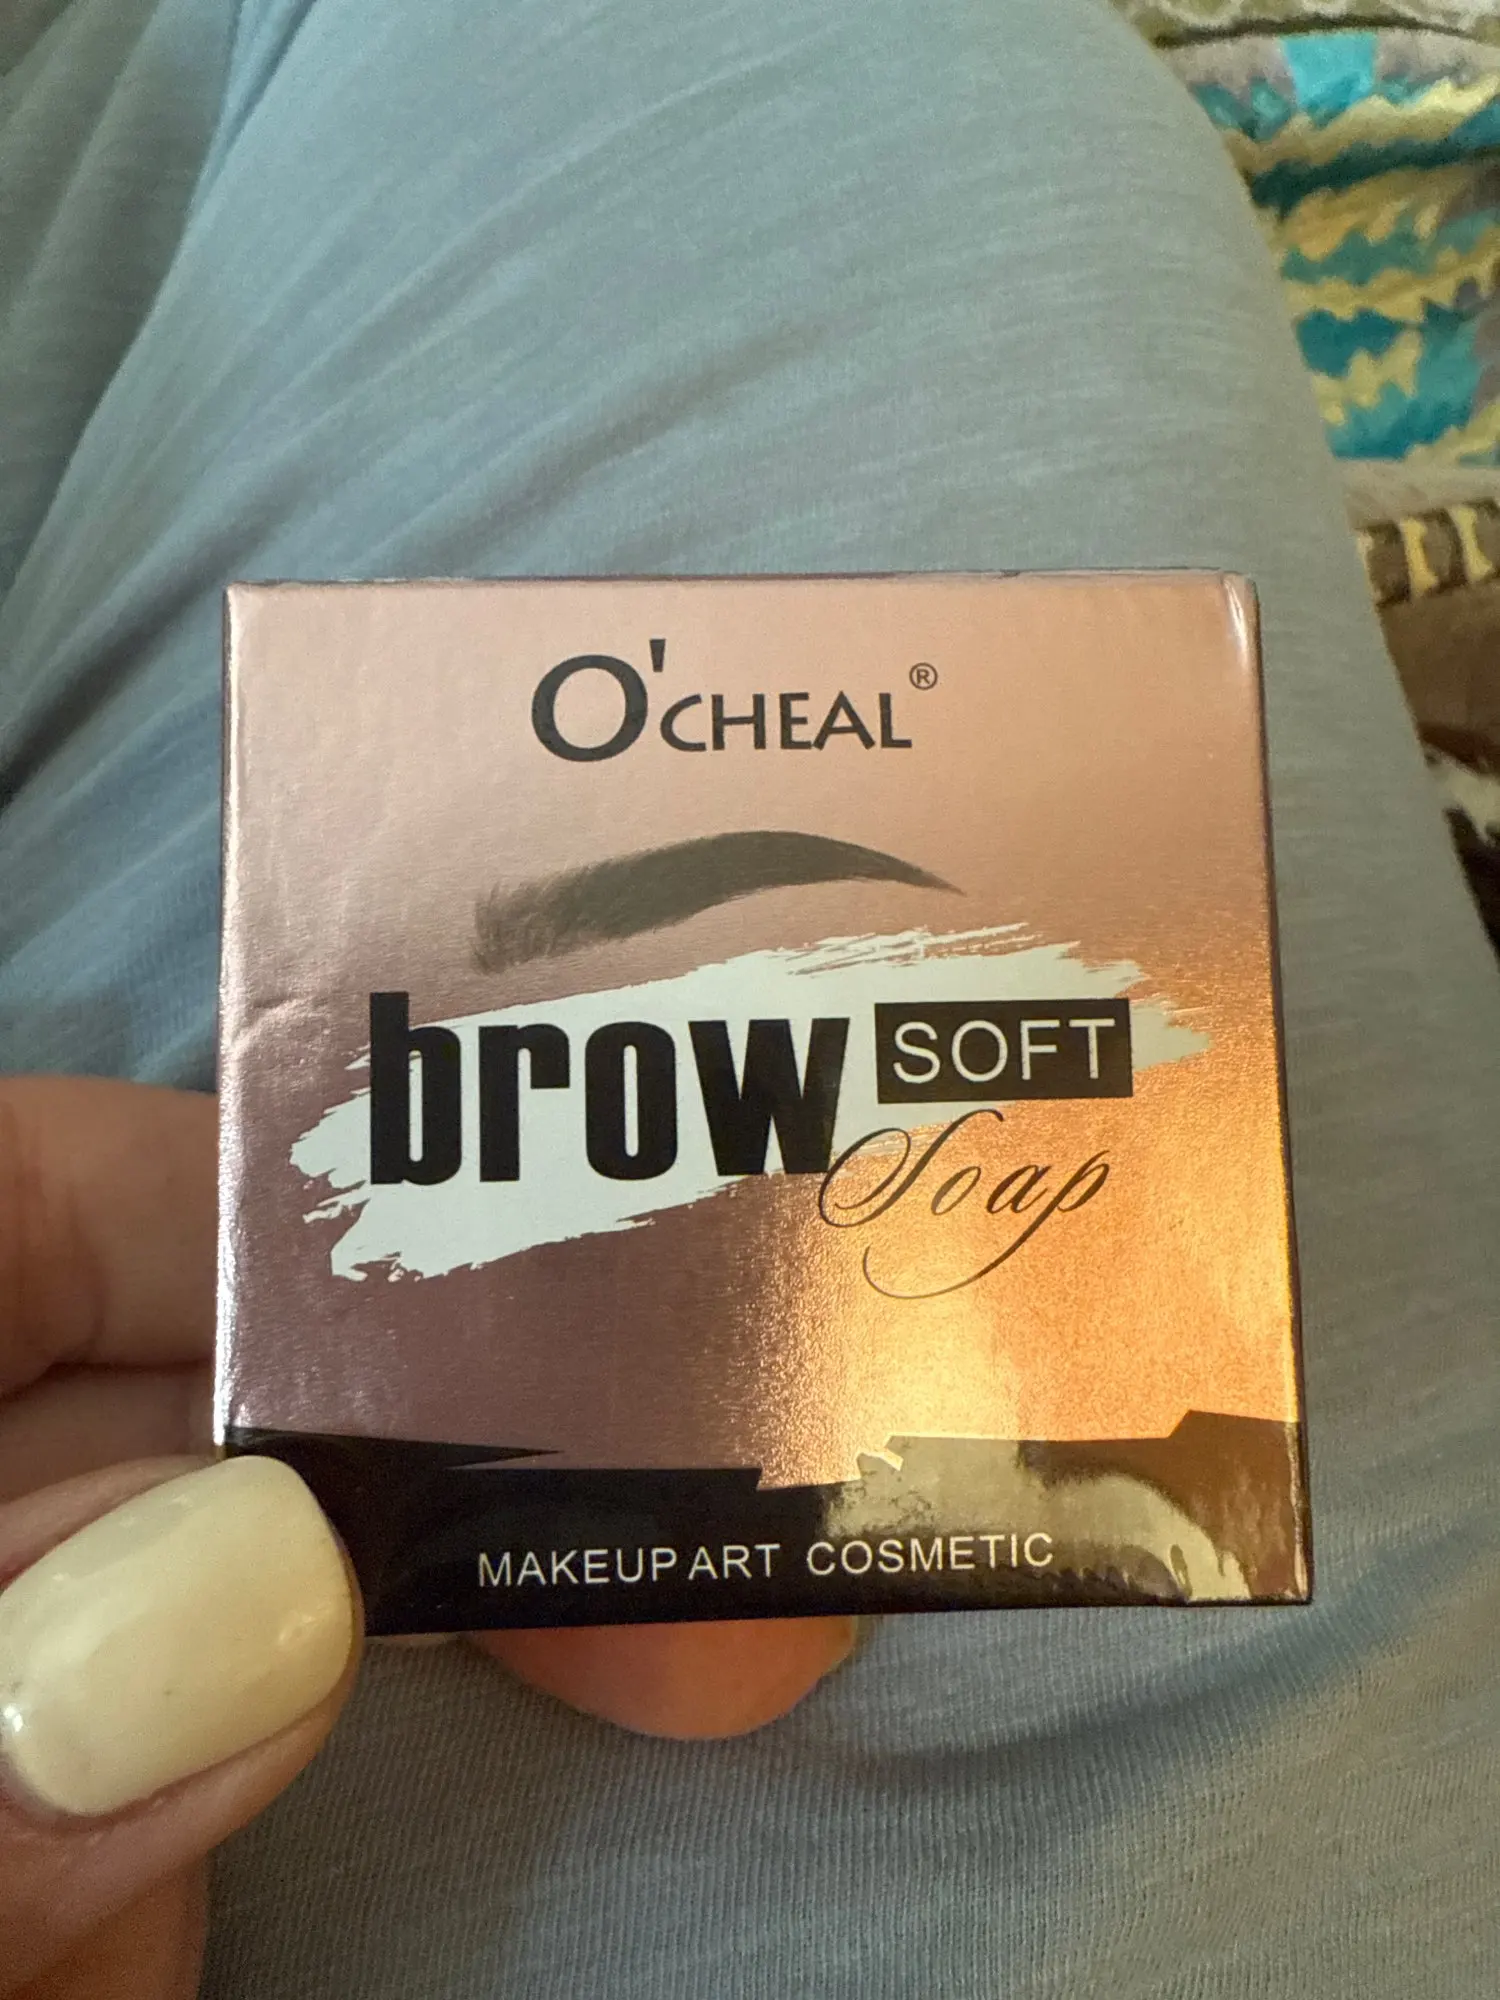 O'CHEAL®
brow SOFT
Soap
MAKEUP ART COSMETIC